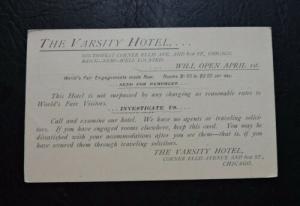 THE VARSITY HOTEL, . . .
SOUTHWEST CORNER ELLIS AVE. AND 61st ST., CHICAGO.
WELL LOCATED.
WILL OPEN APRIL 1st.
World's Fair Engagements made Now. Rooms $1.00 to $2.00 per day.
SEND FOR PAMPHLET
This Hotel is not surpassed by any charging as reasonable rates to
World's Fair Visitors.
. . . INVESTIGATE US. . . .
Call and examine our hotel. We have no agents or traveling solici-
tors. If you have engaged rooms elsewhere, keep this card. You may
be dissatisfied with them after you see them—that is, if you
have secured them through traveling solicitors.
THE VARSITY HOTEL,
CORNER ELLIS AVENUE AND 61st ST.,
CHICAGO.